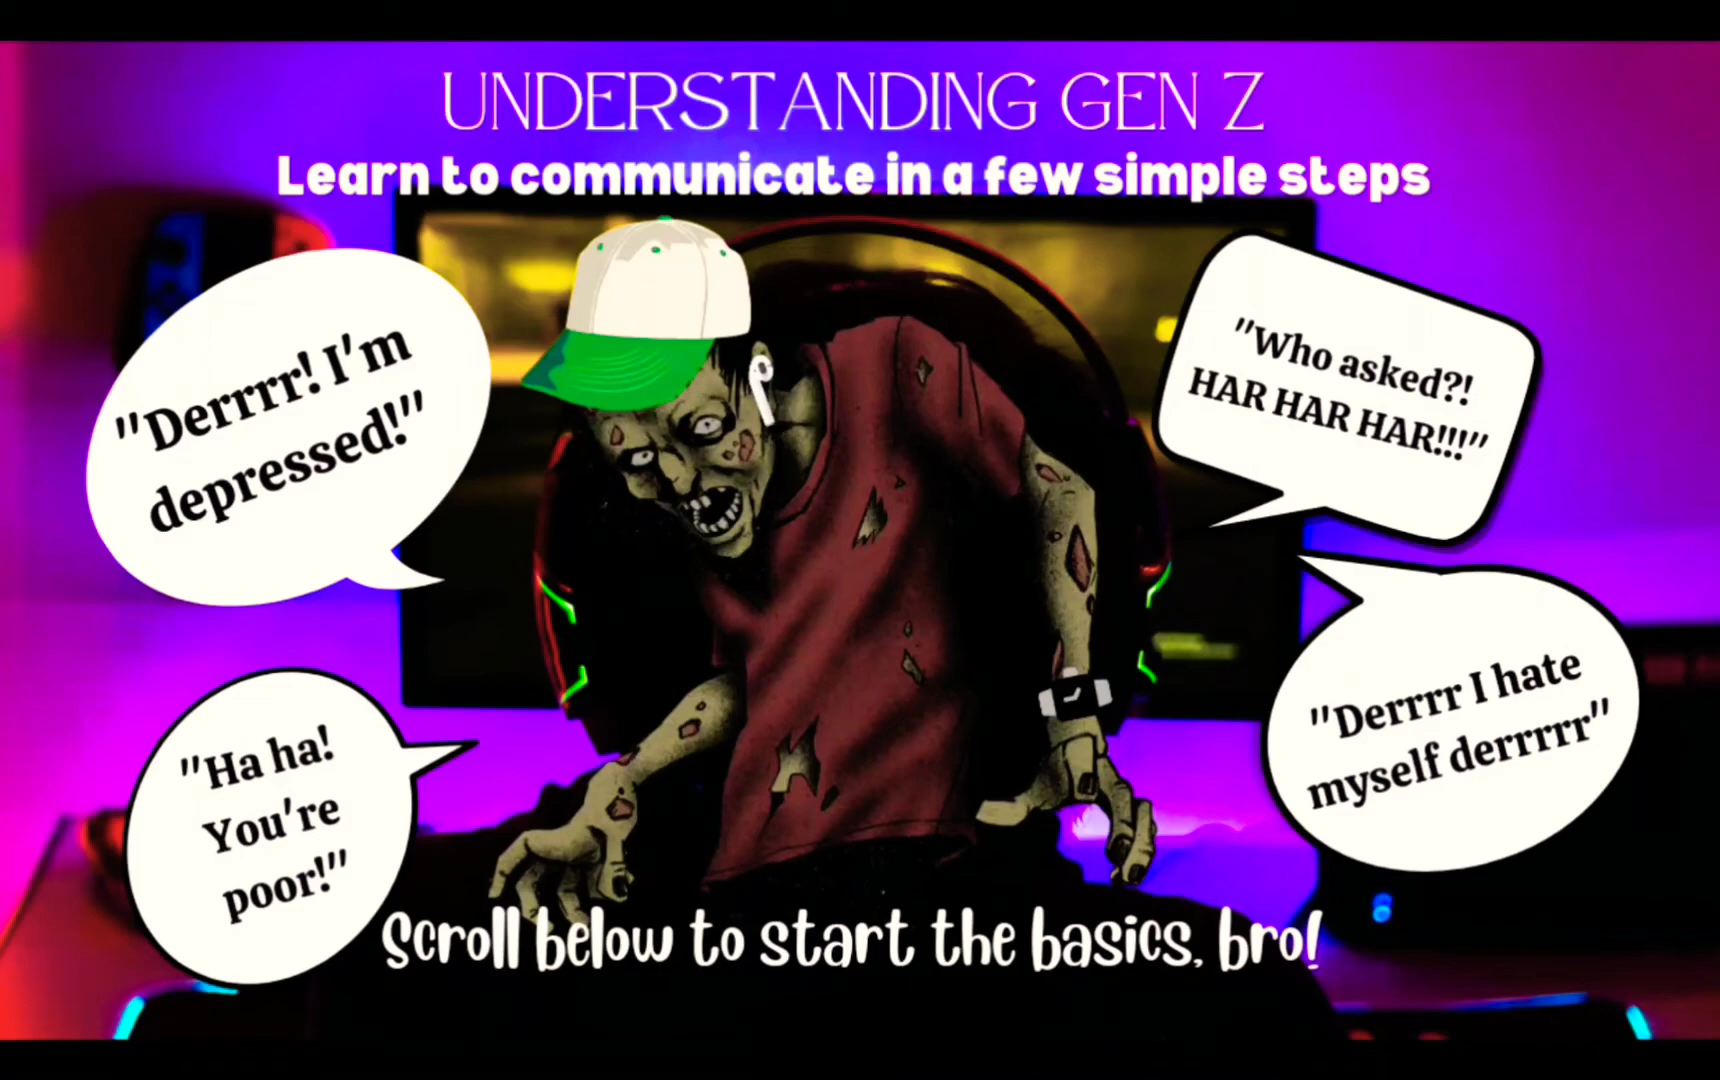 UNDERSTANDING GEN Z
Learn to communicate in a few simple steps
"Derrrr! I'm
depressed!"
"Who asked?!
HAR HAR HAR!!!"
"Ha ha!
You're
poor!"
"Derrrr I hate
myself derrrrr"
Scroll below to start the basics, bro!